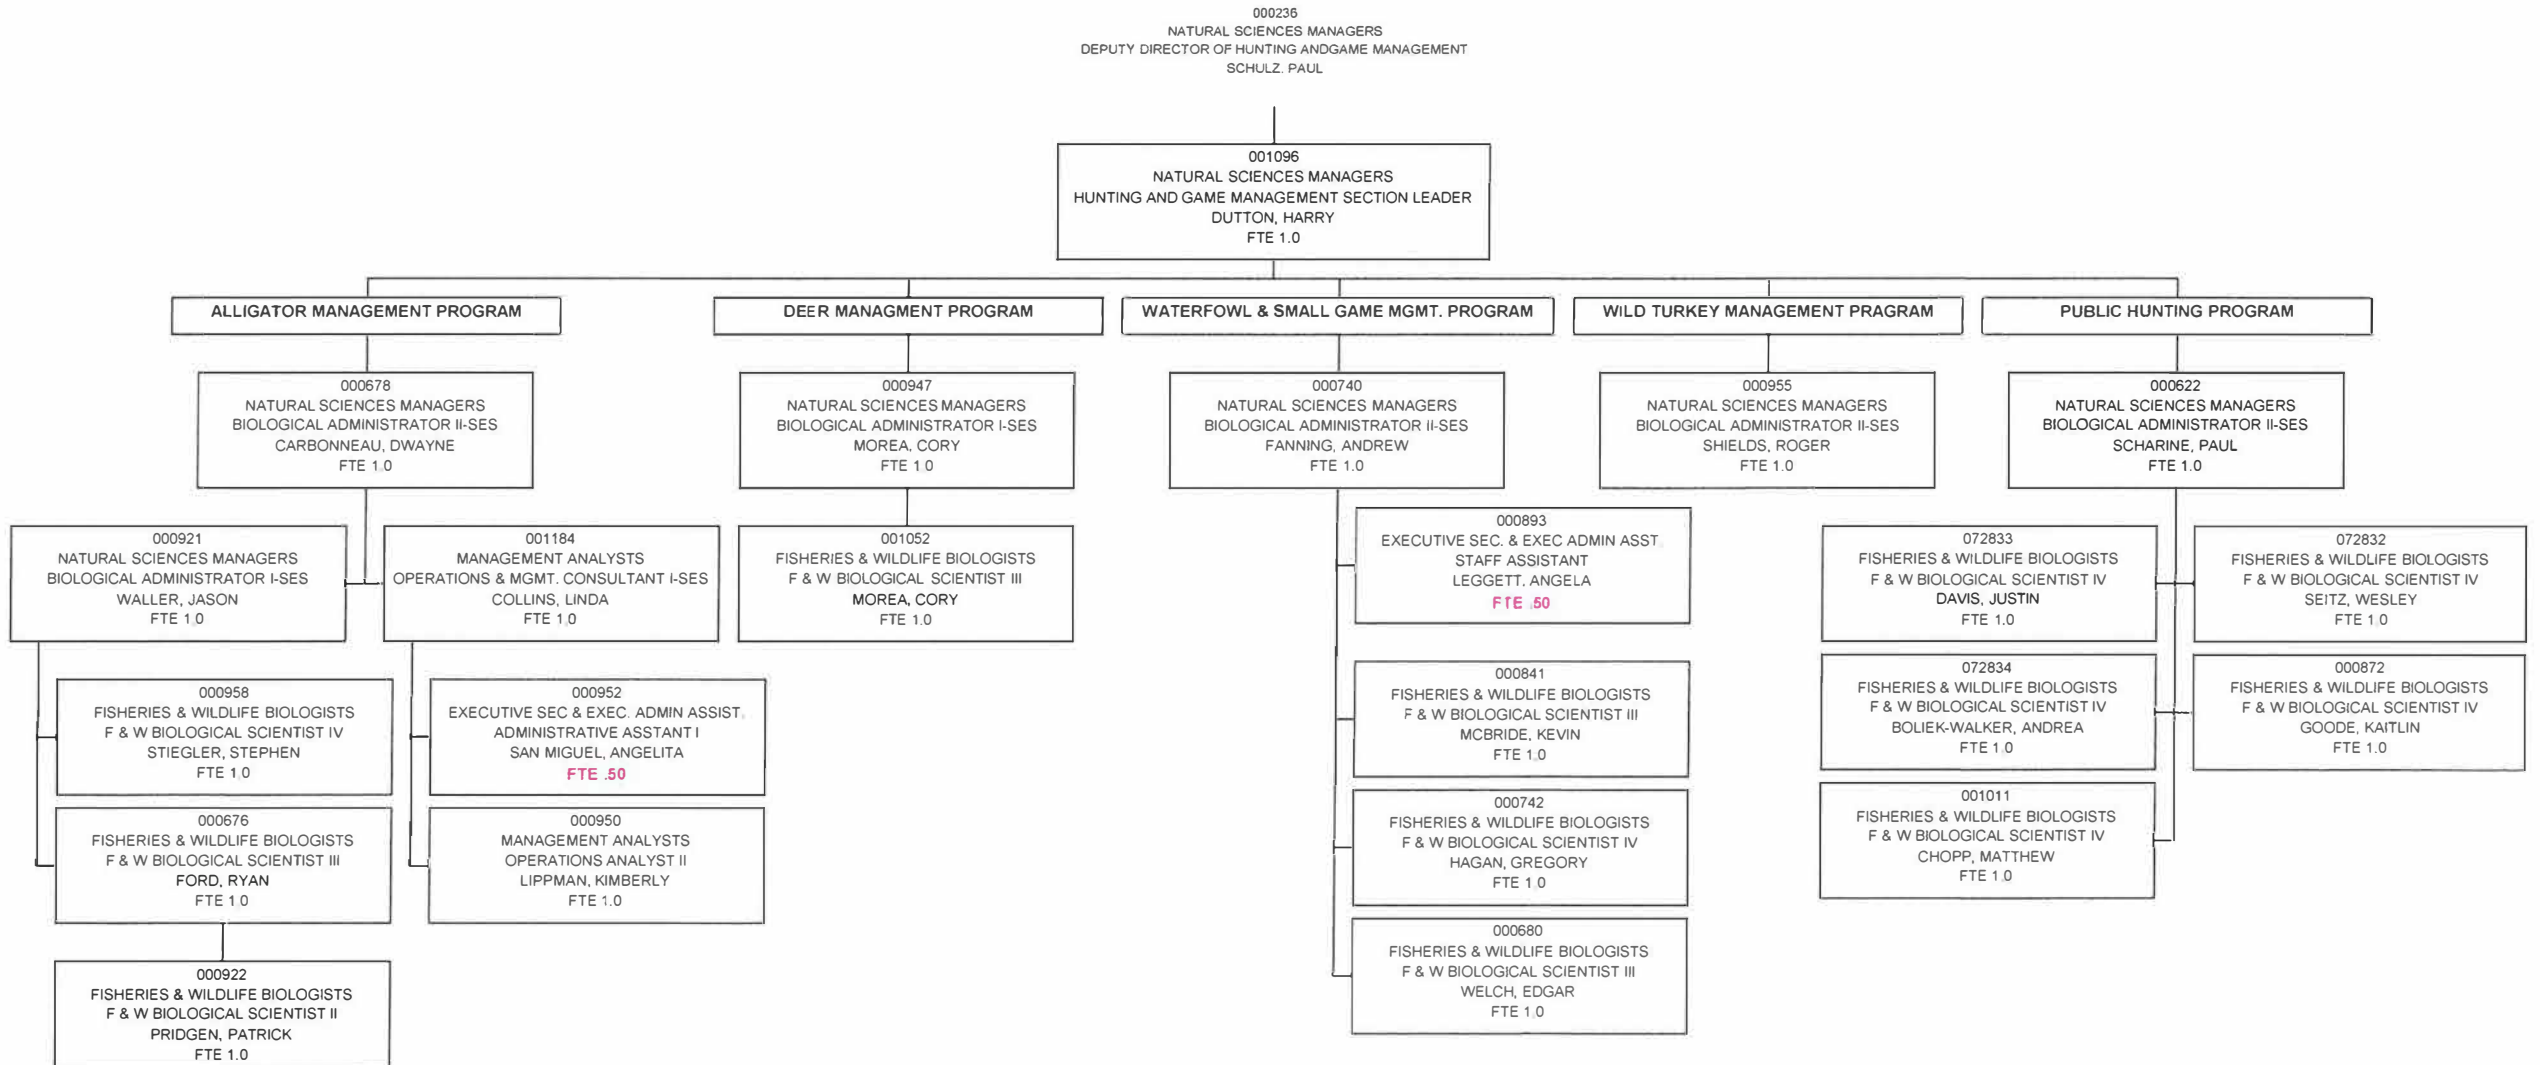 000236
NATURAL SCIENCES MANAGERS
DEPUTY DIRECTOR OF HUNTING ANDGAME MANAGEMENT
SCHULZ. PAUL
001096
NATURAL SCIENCES MANAGERS
HUNTING AND GAME MANAGEMENT SECTION LEADER
DUTTON, HARRY
FTE 1.0
ALLIGATOR MANAGEMENT PROGRAM
DEER MANAGMENT PROGRAM
WATERFOWL & SMALL GAME MGMT. PROGRAM
WILD TURKEY MANAGEMENT PRAGRAM
PUBLIC HUNTING PROGRAM
000678
NATURAL SCIENCES MANAGERS
BIOLOGICAL ADMINISTRATOR II-SES
CARBONNEAU, DWAYNE
FTE 1.0
000947
NATURAL SCIENCES MANAGERS
BIOLOGICAL ADMINISTRATOR I-SES
MOREA, CORY
FTE 1.0
000740
NATURAL SCIENCES MANAGERS
BIOLOGICAL ADMINISTRATOR II-SES
FANNING, ANDREW
FTE 1.0
000955
NATURAL SCIENCES MANAGERS
BIOLOGICAL ADMINISTRATOR II-SES
SHIELDS, ROGER
FTE 1.0
000622
NATURAL SCIENCES MANAGERS
BIOLOGICAL ADMINISTRATOR II-SES
SCHARINE, PAUL
FTE 1.0
000921
NATURAL SCIENCES MANAGERS
BIOLOGICAL ADMINISTRATOR I-SES
WALLER, JASON
FTE 1.0
001184
MANAGEMENT ANALYSTS
OPERATIONS & MGMT. CONSULTANT I-SES
COLLINS, LINDA
FTE 1.0
001052
FISHERIES & WILDLIFE BIOLOGISTS
F & W BIOLOGICAL SCIENTIST III
MOREA, CORY
FTE 1.0
000893
EXECUTIVE SEC. & EXEC ADMIN ASST.
STAFF ASSISTANT
LEGGETT, ANGELA
FTE .50
072833
FISHERIES & WILDLIFE BIOLOGISTS
F & W BIOLOGICAL SCIENTIST IV
DAVIS, JUSTIN
FTE 1.0
072832
FISHERIES & WILDLIFE BIOLOGISTS
F & W BIOLOGICAL SCIENTIST IV
SEITZ, WESLEY
FTE 1.0
000958
FISHERIES & WILDLIFE BIOLOGISTS
F & W BIOLOGICAL SCIENTIST IV
STIEGLER, STEPHEN
FTE 1.0
000952
EXECUTIVE SEC & EXEC. ADMIN ASSIST.
ADMINISTRATIVE ASSTANT I
SAN MIGUEL, ANGELITA
FTE .50
000841
FISHERIES & WILDLIFE BIOLOGISTS
F & W BIOLOGICAL SCIENTIST III
MCBRIDE, KEVIN
FTE 1.0
072834
FISHERIES & WILDLIFE BIOLOGISTS
F & W BIOLOGICAL SCIENTIST IV
BOLIEK-WALKER, ANDREA
FTE 1.0
000872
FISHERIES & WILDLIFE BIOLOGISTS
F & W BIOLOGICAL SCIENTIST IV
GOODE, KAITLIN
FTE 1.0
000676
FISHERIES & WILDLIFE BIOLOGISTS
F & W BIOLOGICAL SCIENTIST III
FORD, RYAN
FTE 1.0
000950
MANAGEMENT ANALYSTS
OPERATIONS ANALYST II
LIPPMAN, KIMBERLY
FTE 1.0
000742
FISHERIES & WILDLIFE BIOLOGISTS
F & W BIOLOGICAL SCIENTIST IV
HAGAN, GREGORY
FTE 1.0
001011
FISHERIES & WILDLIFE BIOLOGISTS
F & W BIOLOGICAL SCIENTIST IV
CHOPP, MATTHEW
FTE 1.0
000680
FISHERIES & WILDLIFE BIOLOGISTS
F & W BIOLOGICAL SCIENTIST III
WELCH, EDGAR
FTE 1.0
000922
FISHERIES & WILDLIFE BIOLOGISTS
F & W BIOLOGICAL SCIENTIST II
PRIDGEN, PATRICK
FTE 1.0